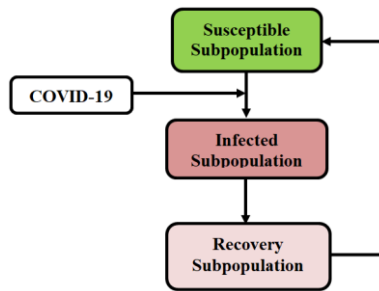 Susceptible
Subpopulation
COVID-19
Infected
Subpopulation
Recovery
Subpopulation